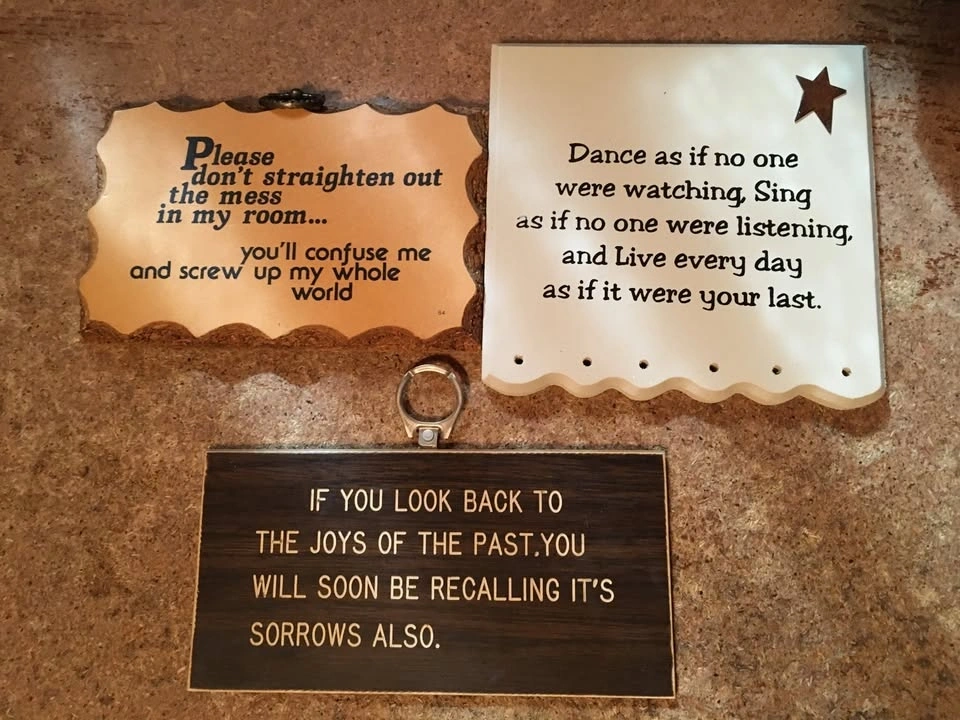 Please
don't straighten out
the mess
in my room...
you'll confuse me
and screw up my whole
world
Dance as if no one
were watching, Sing
as if no one were listening,
and Live every day
as if it were your last.
IF YOU LOOK BACK TO
THE JOYS OF THE PAST,YOU
WILL SOON BE RECALLING IT'S
SORROWS ALSO.